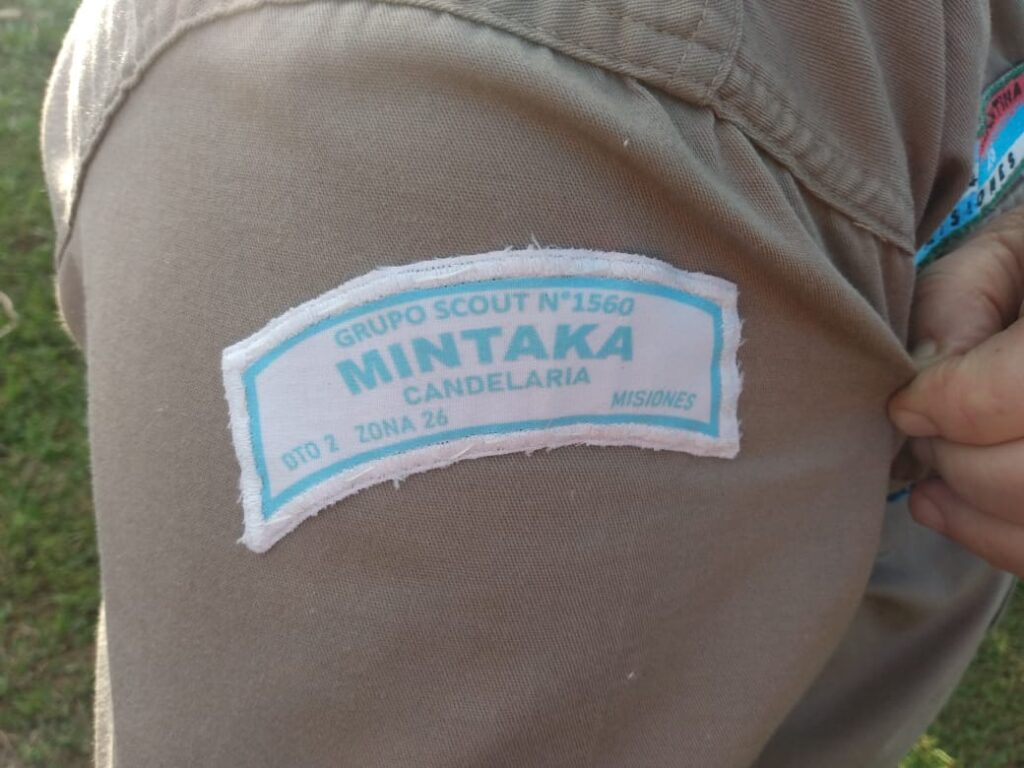 GRUPO SCOUT N°1560
MINTAKA
CANDELARIA
DTO 2 ZONA 26
MISIONES